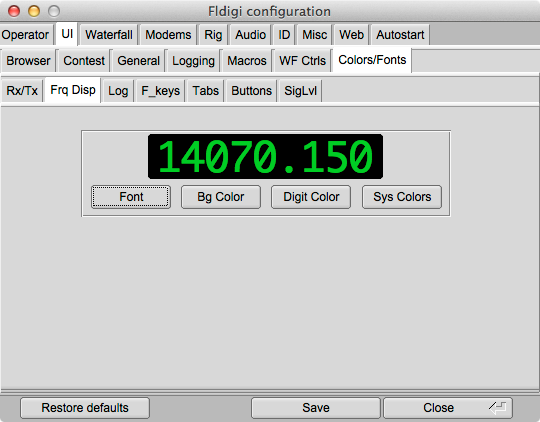 Fldigi configuration
Operator UI Waterfall Modems Rig Audio ID Misc Web Autostart
Browser Contest General Logging Macros WF Ctrls Colors/Fonts
Rx/Tx Frq Disp Log F_keys Tabs Buttons SigLvl
14070.150
Font Bg Color Digit Color Sys Colors
Restore defaults Save Close